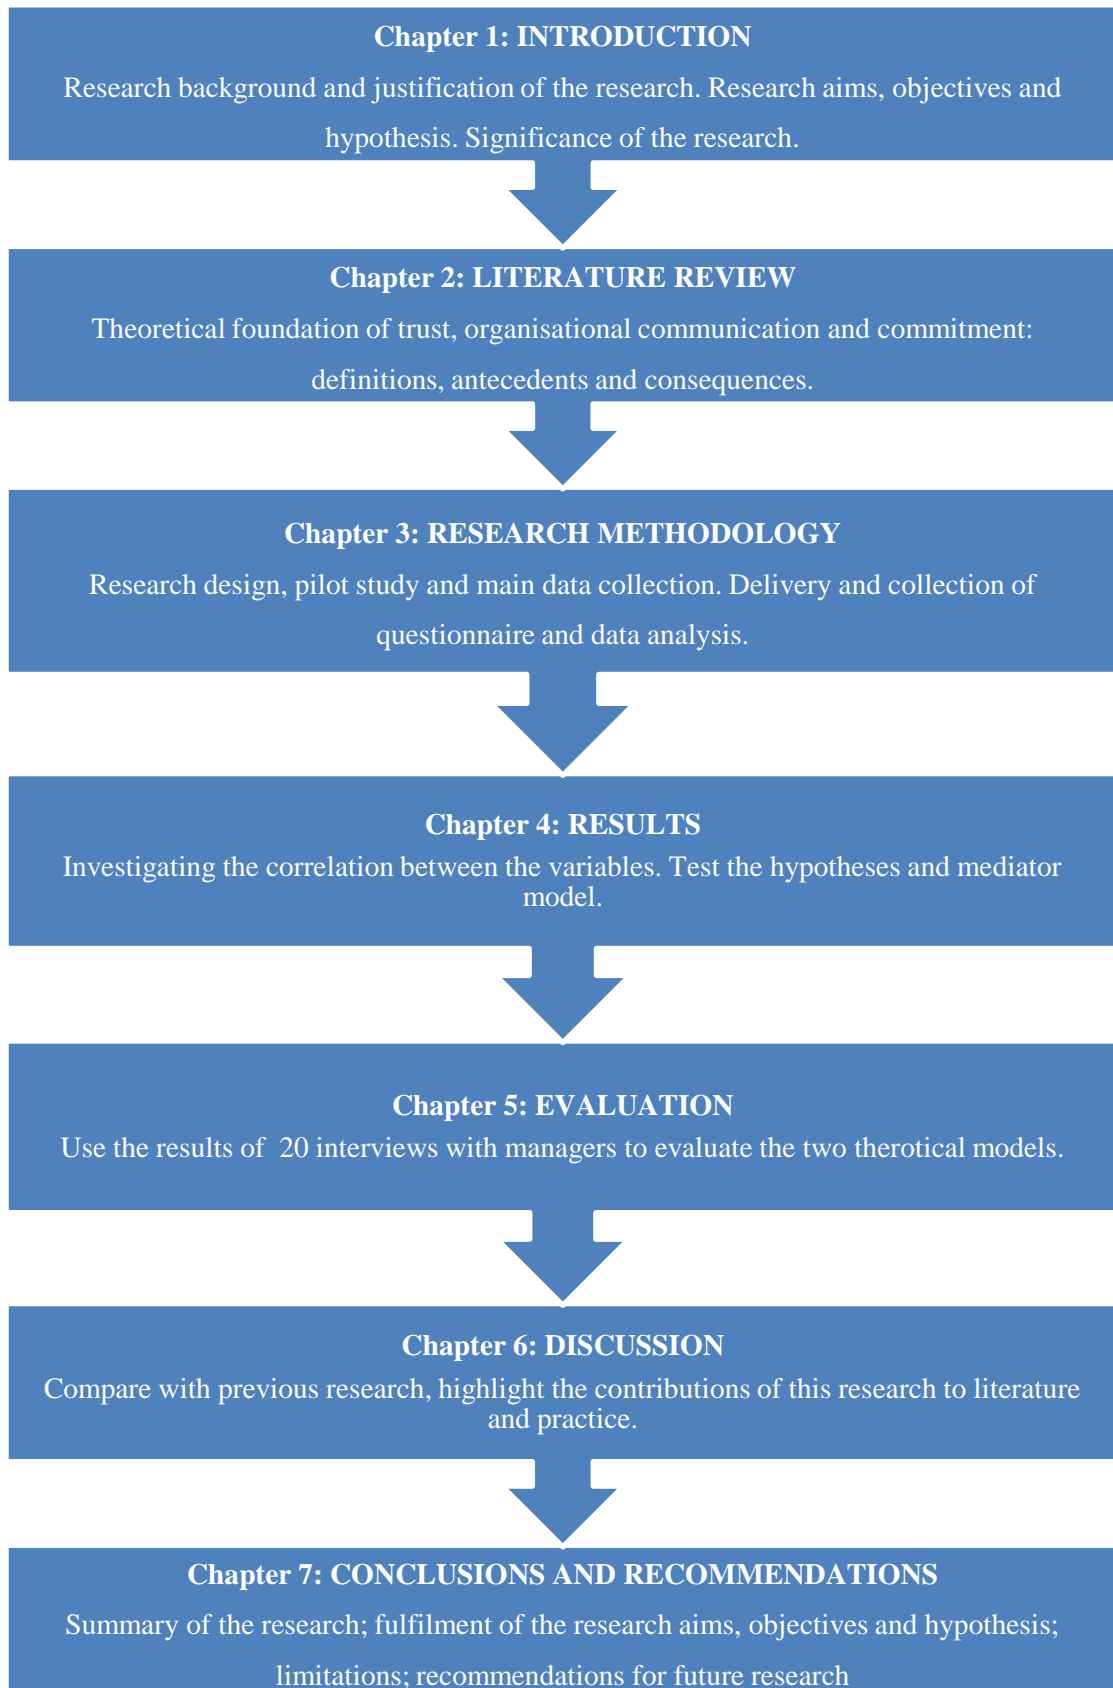 Chapter 1: INTRODUCTION
Research background and justification of the research. Research aims, objectives and
hypothesis. Significance of the research.
Chapter 2: LITERATURE REVIEW
Theoretical foundation of trust, organisational communication and commitment:
definitions, antecedents and consequences.
Chapter 3: RESEARCH METHODOLOGY
Research design, pilot study and main data collection. Delivery and collection of
questionnaire and data analysis.
Chapter 4: RESULTS
Investigating the correlation between the variables. Test the hypotheses and mediator
model.
Chapter 5: EVALUATION
Use the results of 20 interviews with managers to evaluate the two therotical models.
Chapter 6: DISCUSSION
Compare with previous research, highlight the contributions of this research to literature
and practice.
Chapter 7: CONCLUSIONS AND RECOMMENDATIONS
Summary of the research; fulfilment of the research aims, objectives and hypothesis;
limitations; recommendations for future research